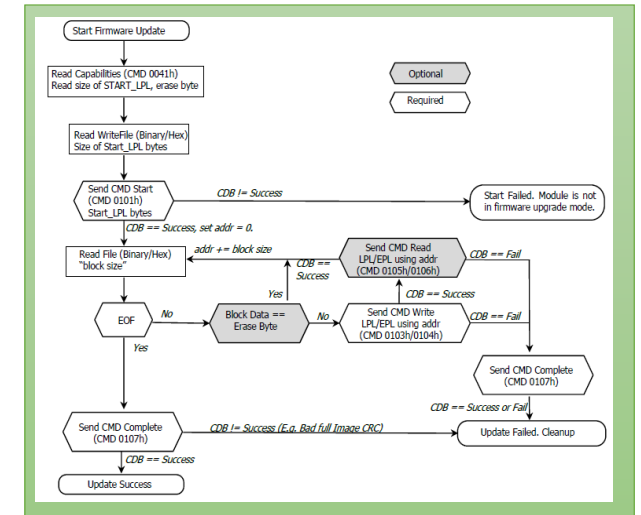 Start Firmware Update
Read Capabilities (CMD 0041h)
Read size of START_LPL, erase byte
Optional
Required
Read WriteFile (Binary/Hex)
Size of Start_LPL bytes
Send CMD Start
(CMD 0101h)
Start_LPL bytes
CDB != Success
Start Failed. Module is not
in firmware upgrade mode.
CDB == Success, set addr = 0.
Read File (Binary/Hex)
"block size"
addr += block size
CDB ==
Success
Send CMD Read
LPL/EPL using addr
(CMD 0105h/0106h)
CDB == Fail
Yes
CDB == Success
EOF
No
Block Data ==
Erase Byte
No
Send CMD Write
LPL/EPL using addr
(CMD 0103h/0104h)
CDB == Fail
Yes
Send CMD Complete
(CMD 0107h)
CDB == Success or Fail
Send CMD Complete
(CMD 0107h)
CDB != Success (E.g. Bad full Image CRC)
Update Failed. Cleanup
CDB == Success
Update Success